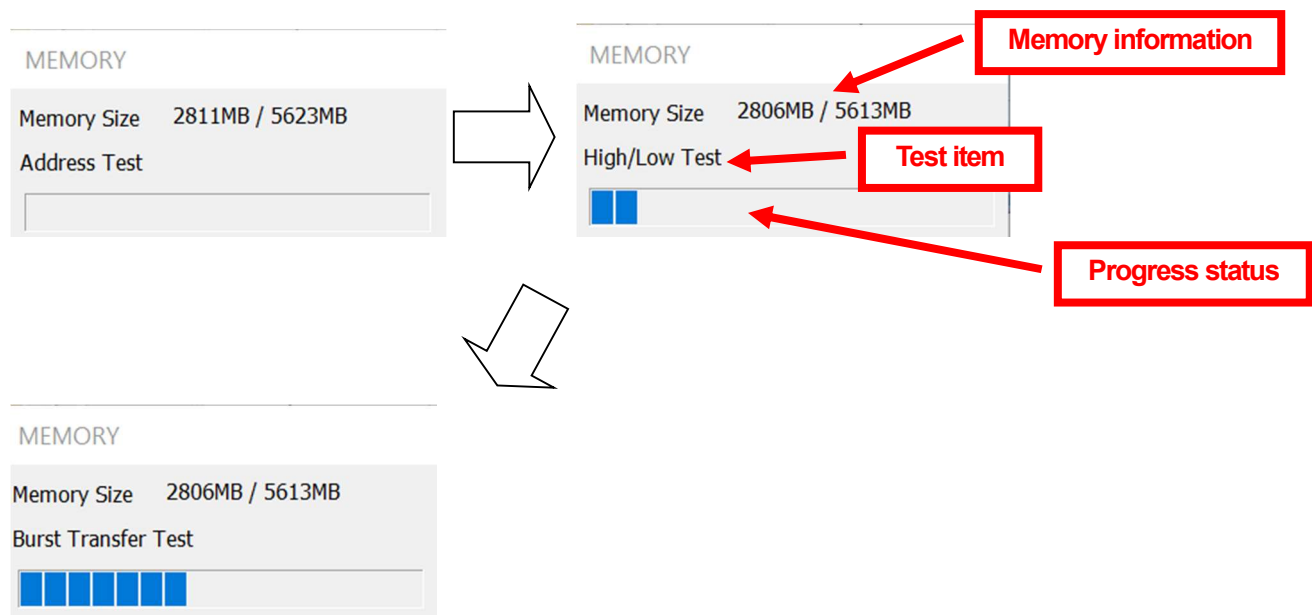 MEMORY
Memory Size 2811MB / 5623MB
Address Test
MEMORY
Memory Size 2806MB / 5613MB
High/Low Test
Memory information
Test item
Progress status
MEMORY
Memory Size 2806MB / 5613MB
Burst Transfer Test